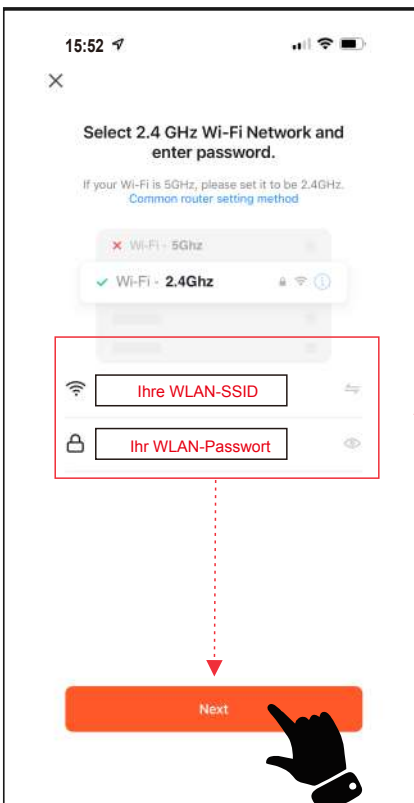 15:52
Select 2.4 GHz Wi-Fi Network and
enter password.
If your Wi-Fi is 5GHz, please set it to be 2.4GHz.
Common router setting method
Wi-Fi - 5Ghz
Wi-Fi - 2.4Ghz
Ihre WLAN-SSID
Ihr WLAN-Passwort
Next